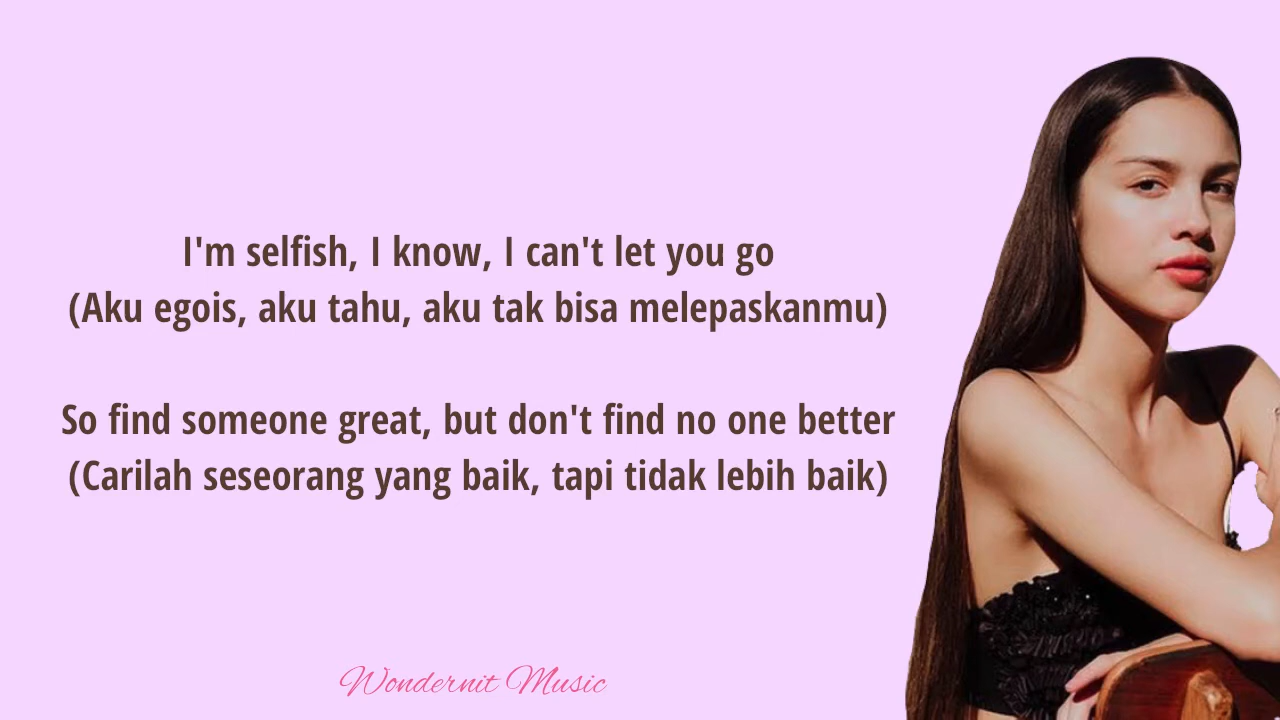 I'm selfish, I know, I can't let you go
(Aku egois, aku tahu, aku tak bisa melepaskanmu)
So find someone great, but don't find no one better
(Carilah seseorang yang baik, tapi tidak lebih baik)
Wondernit Music